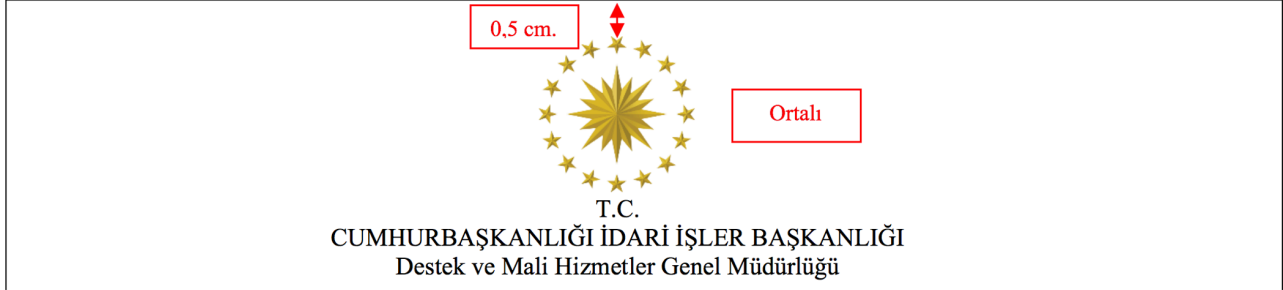 0,5 cm.
Ortalı
T.C.
CUMHURBAŞKANLIĞI İDARİ İŞLER BAŞKANLIĞI
Destek ve Mali Hizmetler Genel Müdürlüğü